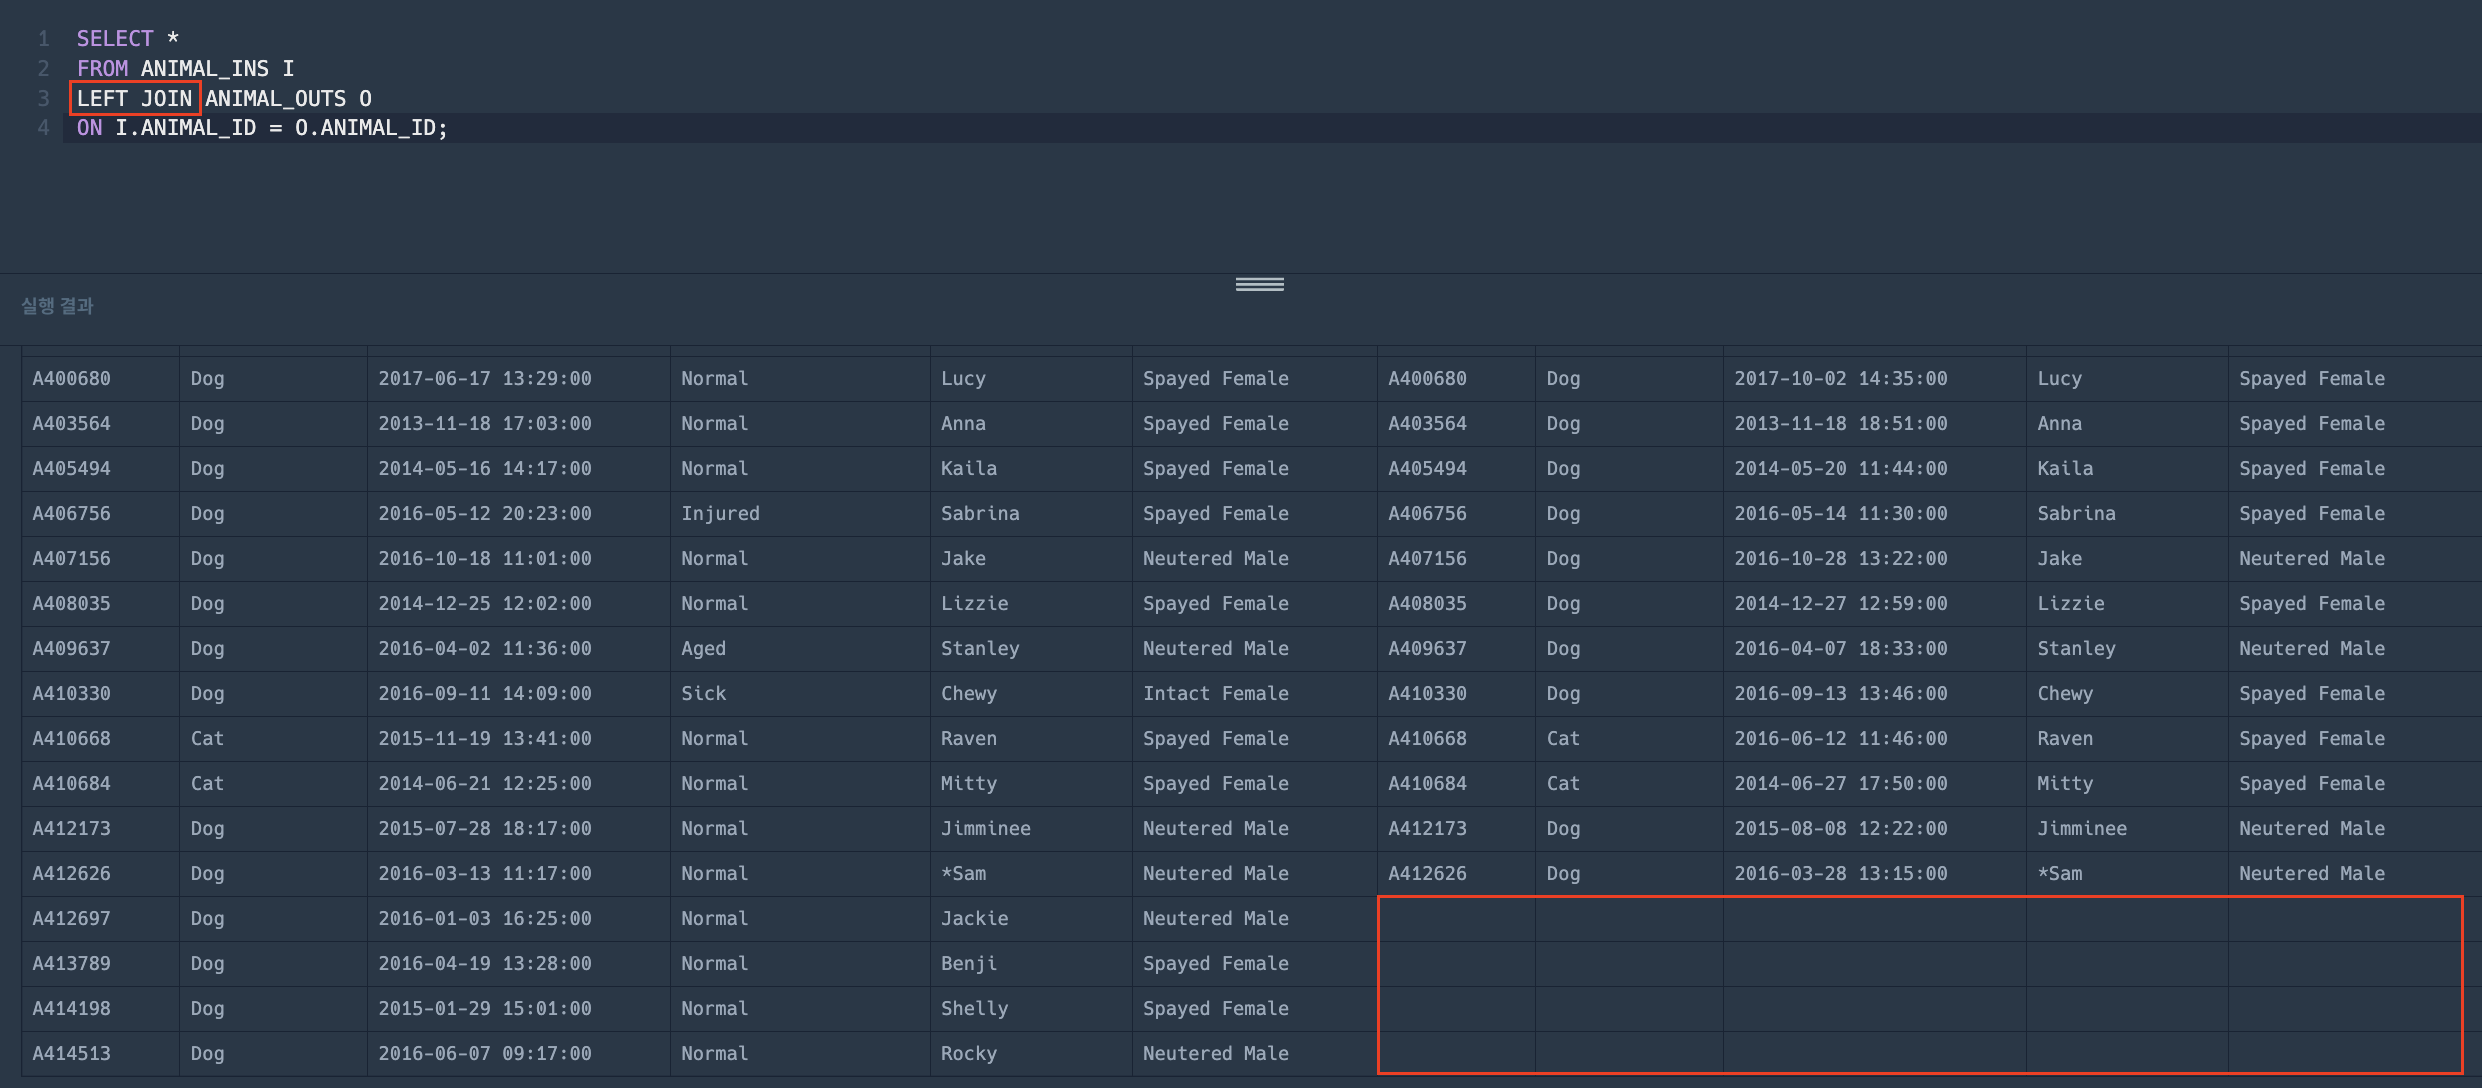 1 SELECT *
2 FROM ANIMAL_INS I
3 LEFT JOIN ANIMAL_OUTS O
4 ON I.ANIMAL_ID = O.ANIMAL_ID;
실행 결과
A400680 Dog 2017-06-17 13:29:00 Normal Lucy Spayed Female A400680 Dog 2017-10-02 14:35:00 Lucy Spayed Female
A403564 Dog 2013-11-18 17:03:00 Normal Anna Spayed Female A403564 Dog 2013-11-18 18:51:00 Anna Spayed Female
A405494 Dog 2014-05-16 14:17:00 Normal Kaila Spayed Female A405494 Dog 2014-05-20 11:44:00 Kaila Spayed Female
A406756 Dog 2016-05-12 20:23:00 Injured Sabrina Spayed Female A406756 Dog 2016-05-14 11:30:00 Sabrina Spayed Female
A407156 Dog 2016-10-18 11:01:00 Normal Jake Neutered Male A407156 Dog 2016-10-28 13:22:00 Jake Neutered Male
A408035 Dog 2014-12-25 12:02:00 Normal Lizzie Spayed Female A408035 Dog 2014-12-27 12:59:00 Lizzie Spayed Female
A409637 Dog 2016-04-02 11:36:00 Aged Stanley Neutered Male A409637 Dog 2016-04-07 18:33:00 Stanley Neutered Male
A410330 Dog 2016-09-11 14:09:00 Sick Chewy Intact Female A410330 Dog 2016-09-13 13:46:00 Chewy Spayed Female
A410668 Cat 2015-11-19 13:41:00 Normal Raven Spayed Female A410668 Cat 2016-06-12 11:46:00 Raven Spayed Female
A410684 Cat 2014-06-21 12:25:00 Normal Mitty Spayed Female A410684 Cat 2014-06-27 17:50:00 Mitty Spayed Female
A412173 Dog 2015-07-28 18:17:00 Normal Jimminee Neutered Male A412173 Dog 2015-08-08 12:22:00 Jimminee Neutered Male
A412626 Dog 2016-03-13 11:17:00 Normal *Sam Neutered Male A412626 Dog 2016-03-28 13:15:00 *Sam Neutered Male
A412697 Dog 2016-01-03 16:25:00 Normal Jackie Neutered Male
A413789 Dog 2016-04-19 13:28:00 Normal Benji Spayed Female
A414198 Dog 2015-01-29 15:01:00 Normal Shelly Spayed Female
A414513 Dog 2016-06-07 09:17:00 Normal Rocky Neutered Male